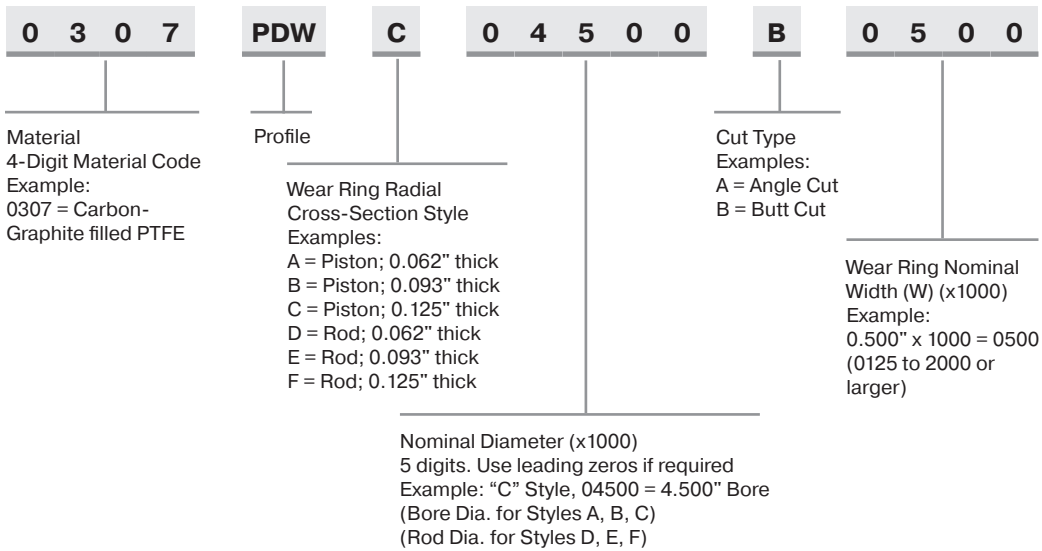 0 3 0 7 PDW C 0 4 5 0 0 B 0 5 0 0
Material
4-Digit Material Code
Example:
0307 = Carbon-
Graphite filled PTFE
Profile
Wear Ring Radial
Cross-Section Style
Examples:
A = Piston; 0.062" thick
B = Piston; 0.093" thick
C = Piston; 0.125" thick
D = Rod; 0.062" thick
E = Rod; 0.093" thick
F = Rod; 0.125" thick
Nominal Diameter (x1000)
5 digits. Use leading zeros if required
Example: “C” Style, 04500 = 4.500" Bore
(Bore Dia. for Styles A, B, C)
(Rod Dia. for Styles D, E, F)
Cut Type
Examples:
A = Angle Cut
B = Butt Cut
Wear Ring Nominal
Width (W) (x1000)
Example:
0.500" x 1000 = 0500
(0125 to 2000 or
larger)